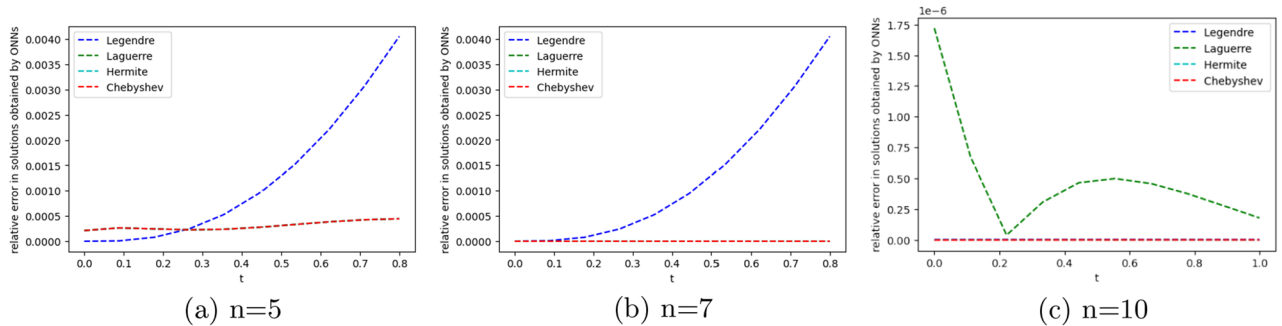 relative error in solutions obtained by ONNs
0.0040
0.0035
0.0030
0.0025
0.0020
0.0015
0.0010
0.0005
0.0000
Legendre
Laguerre
Hermite
Chebyshev
0.0 0.1 0.2 0.3 0.4 0.5 0.6 0.7 0.8
t
(a) n=5
relative error in solutions obtained by ONNs
0.0040
0.0035
0.0030
0.0025
0.0020
0.0015
0.0010
0.0005
0.0000
Legendre
Laguerre
Hermite
Chebyshev
0.0 0.1 0.2 0.3 0.4 0.5 0.6 0.7 0.8
t
(b) n=7
relative error in solutions obtained by ONNs
1e−6
1.75
1.50
1.25
1.00
0.75
0.50
0.25
0.00
Legendre
Laguerre
Hermite
Chebyshev
0.0 0.2 0.4 0.6 0.8 1.0
t
(c) n=10